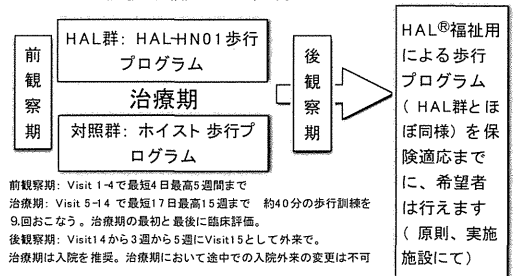 前観察期
HAL群: HAL-HN01歩行
プログラム
治療期
対照群: ホイスト 歩行プ
ログラム
後観察期
HAL®福祉用
による歩行
プログラム
( HAL群とほ
ぼ同様) を保
険適応まで
に、希望者
は行えます
( 原則、実施
施設にて)
前観察期: Visit 1-4で最短4日最高5週間まで
治療期: Visit 5-14 で最短17日最高15週まで 約40分の歩行訓練を
9.回おこなう。治療期の最初と最後に臨床評価。
後観察期: Visit14から3週から5週にVisit15として外来で。
治療期は入院を推奨。治療期において途中での入院外来の変更は不可